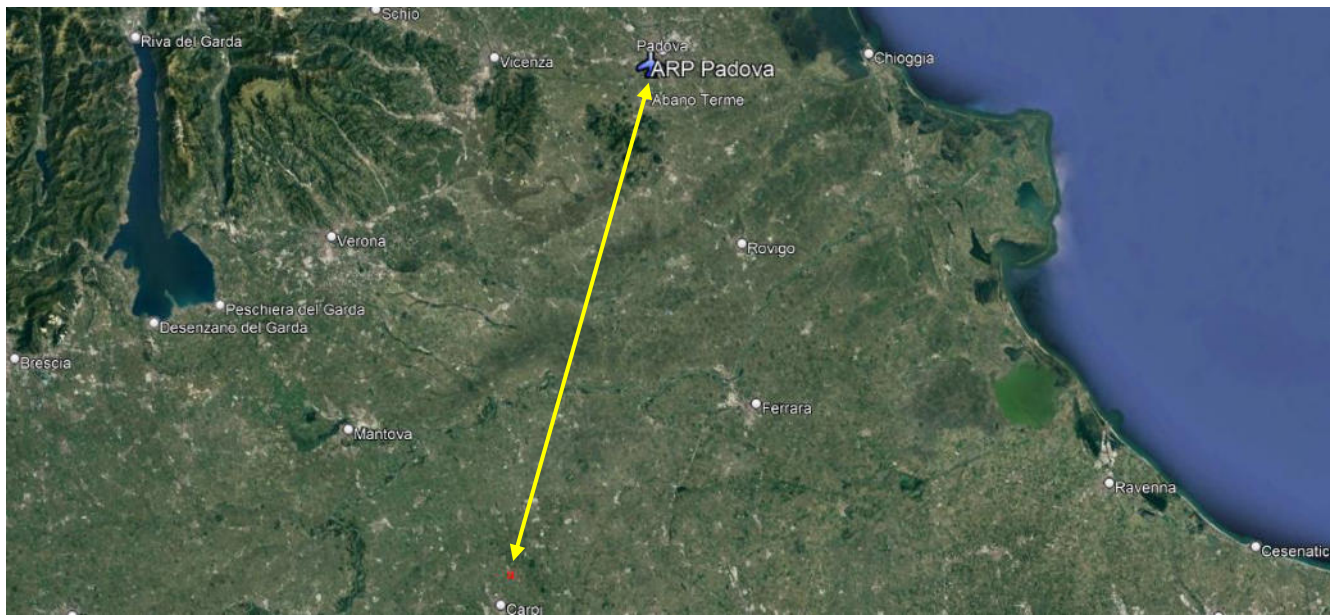 Schio
Riva del Garda
Padova
Vicenza
Chioggia
ARP Padova
Abano Terme
Verona
Rovigo
Peschiera del Garda
Desenzano del Garda
Brescia
Ferrara
Mantova
Ravenna
Cesenatic
Carpi